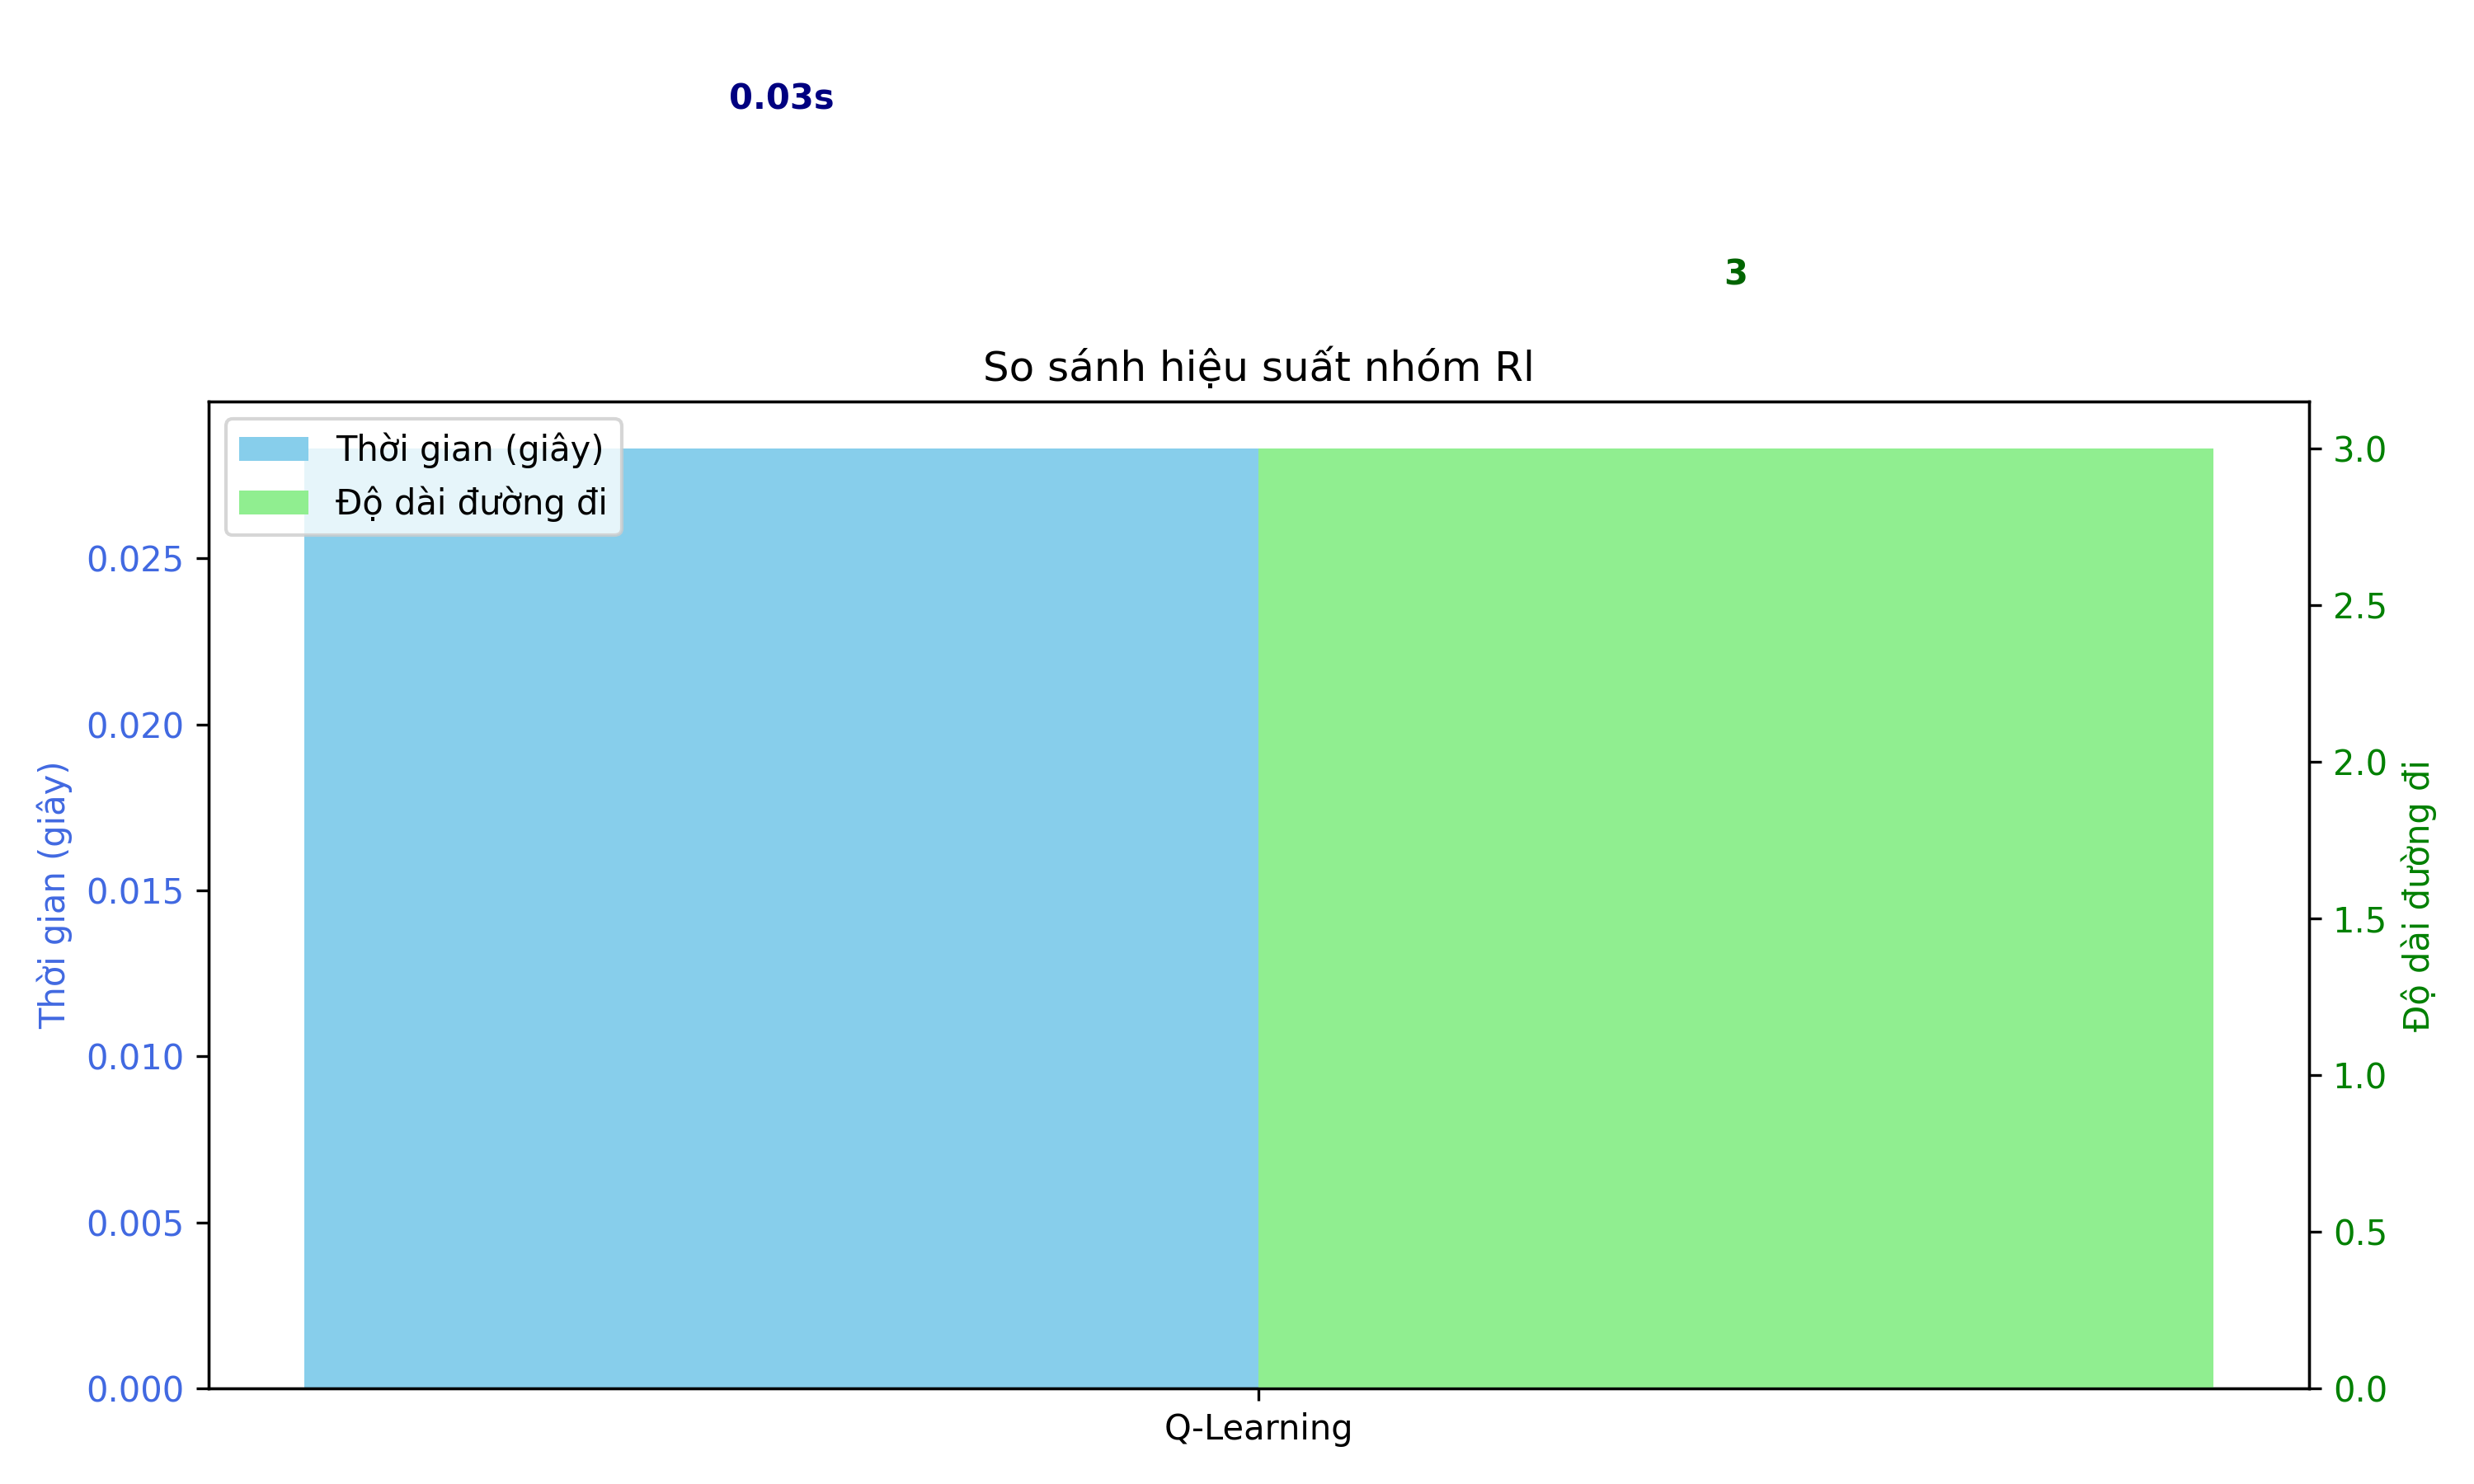 0.03s
3
So sánh hiệu suất nhóm Rl
Thời gian (giây)
Độ dài đường đi
0.025
0.020
0.015
0.010
0.005
0.000
Thời gian (giây)
3.0
2.5
2.0
1.5
1.0
0.5
0.0
Độ dài đường đi
Q-Learning